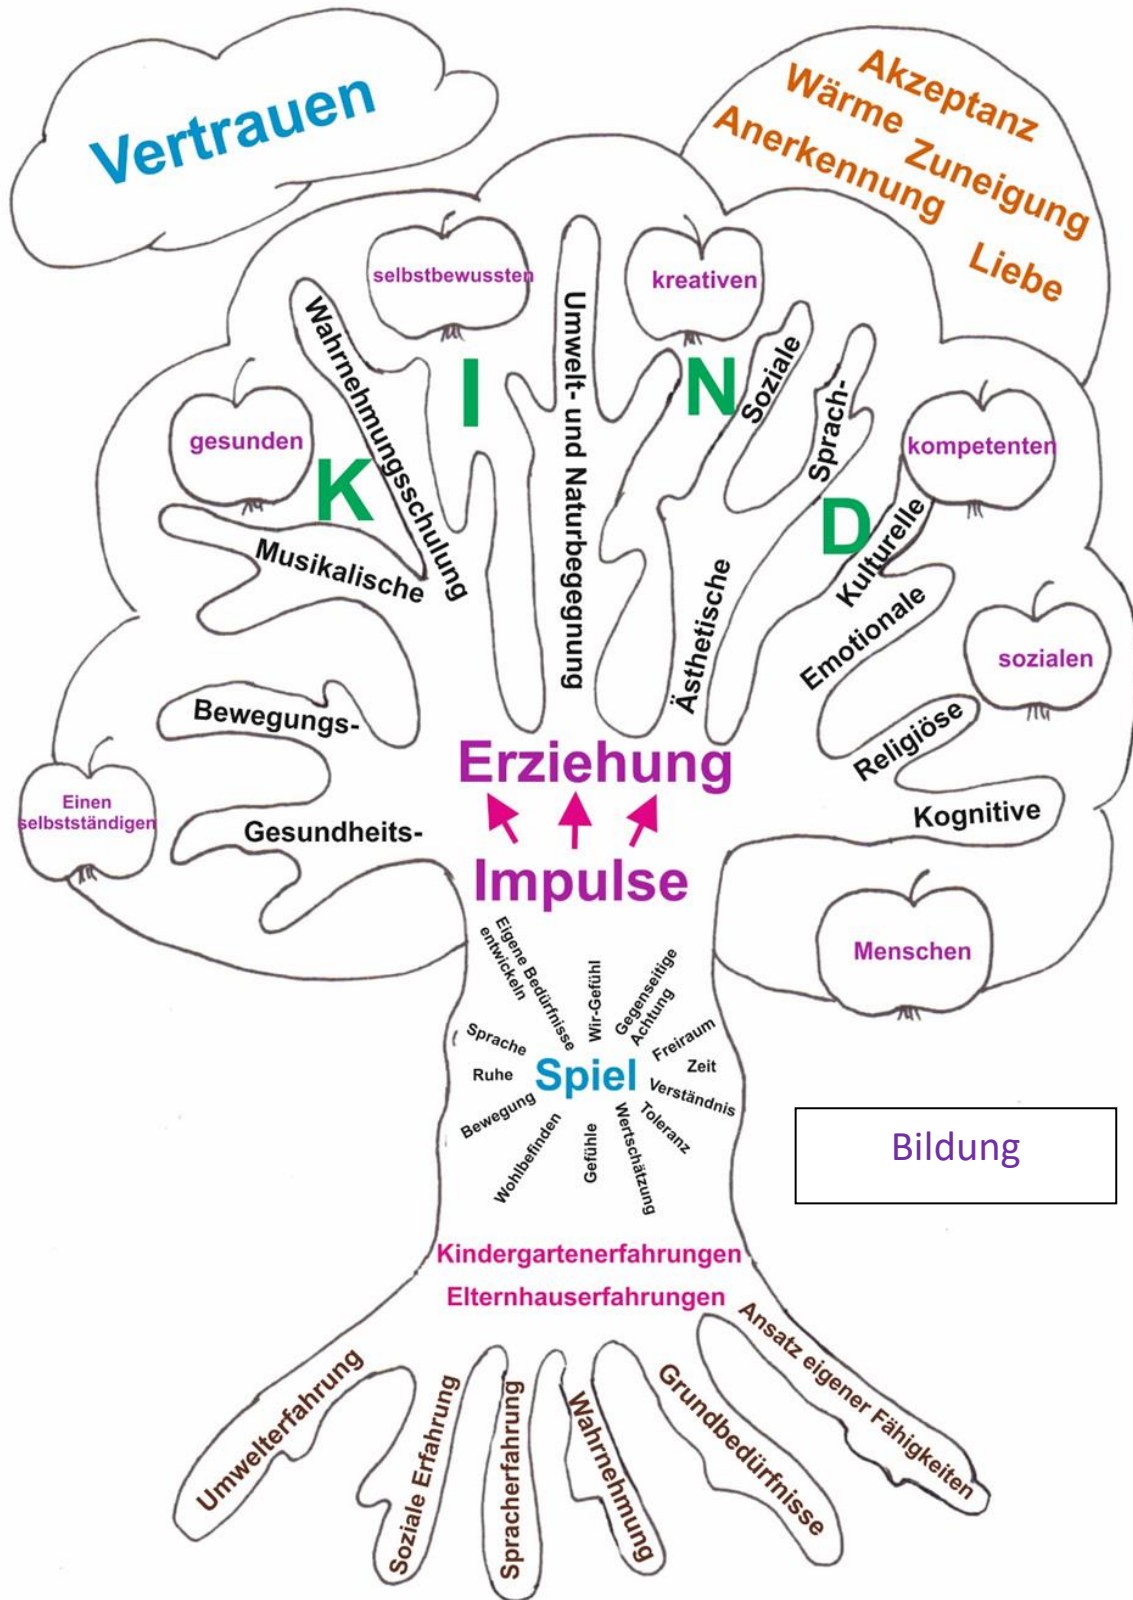 Vertrauen
Akzeptanz
Wärme
Anerkennung
Zuneigung
Liebe
selbstbewussten
kreativen
gesunden
kompetenten
sozialen
Einen
selbstständigen
Menschen
K
I
N
D
Wahrnehmungsschulung
Umwelt- und Naturbegegnung
Soziale
Sprach-
Kulturelle
Musikalische
Ästhetische
Emotionale
Bewegungs-
Religiöse
Gesundheits-
Kognitive
Erziehung
Impulse
Eigene Bedürfnisse
entwickeln
Wir-Gefühl
Gegenseitige
Achtung
Sprache
Freiraum
Ruhe
Spiel
Zeit
Bewegung
Verständnis
Wohlbefinden
Gefühle
Wertschätzung
Toleranz
Bildung
Kindergartenerfahrungen
Elternhauserfahrungen
Umwelterfahrung
Soziale Erfahrung
Spracherfahrung
Wahrnehmung
Grundbedürfnisse
Ansatz eigener Fähigkeiten